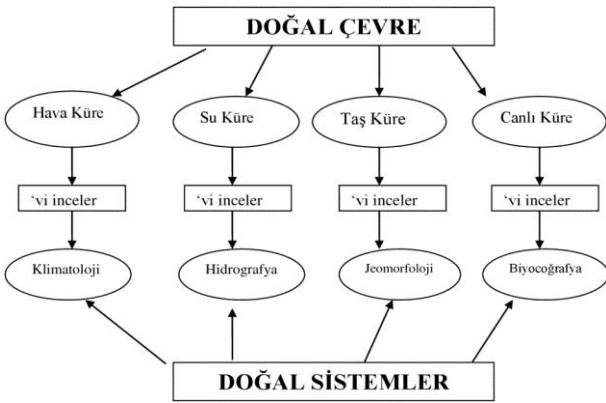 DOĞAL ÇEVRE
Hava Küre
Su Küre
Taş Küre
Canlı Küre
‘vi inceler
‘vi inceler
‘vi inceler
‘vi inceler
Klimatoloji
Hidrografya
Jeomorfoloji
Biyocoğrafya
DOĞAL SİSTEMLER